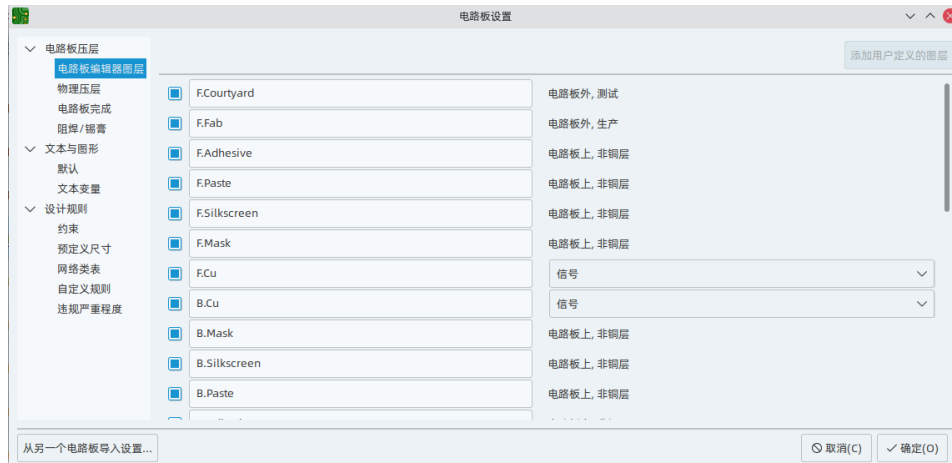 电路板设置
电路板压层
电路板编辑器图层
物理压层
电路板完成
阻焊/锡膏
文本与图形
默认
文本变量
设计规则
约束
预定义尺寸
网络类表
自定义规则
违规严重程度
添加用户定义的图层
F.Courtyard 电路板外, 测试
F.Fab 电路板外, 生产
F.Adhesive 电路板上, 非铜层
F.Paste 电路板上, 非铜层
F.Silkscreen 电路板上, 非铜层
F.Mask 电路板上, 非铜层
F.Cu 信号
B.Cu 信号
B.Mask 电路板上, 非铜层
B.Silkscreen 电路板上, 非铜层
B.Paste 电路板上, 非铜层
从另一个电路板导入设置... 取消(C) 确定(O)